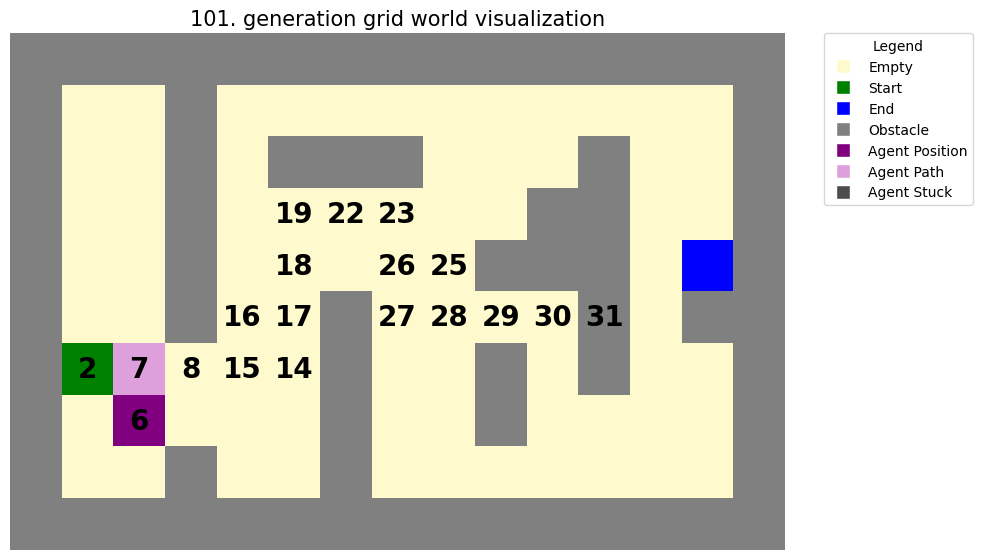 101. generation grid world visualization
Legend
Empty
Start
End
Obstacle
Agent Position
Agent Path
Agent Stuck
19 22 23
18 26 25
16 17 27 28 29 30 31
2 7 8 15 14
6